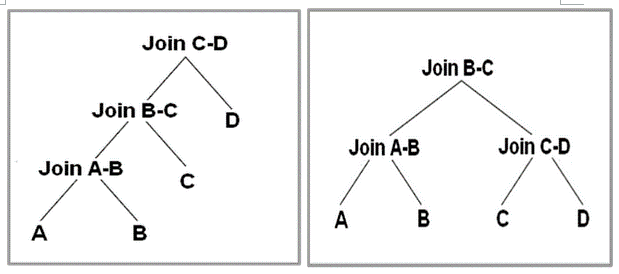 Join C-D
Join B-C
D
Join A-B
C
A B
Join B-C
Join A-B Join C-D
A B C D